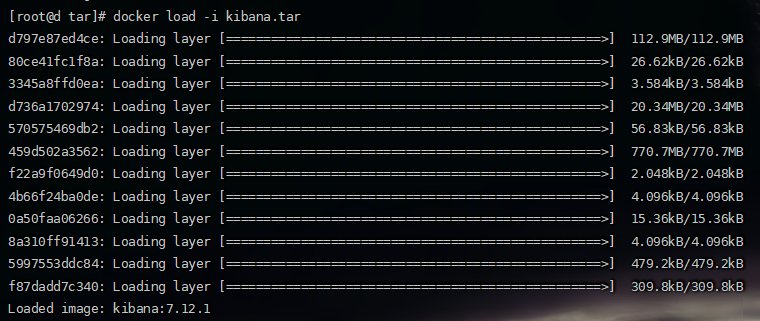 [root@d tar]# docker load -i kibana.tar
d797e87ed4ce: Loading layer [==================================================>]  112.9MB/112.9MB
80ce41fc1f8a: Loading layer [==================================================>]  26.62kB/26.62kB
3345a8ffd0ea: Loading layer [==================================================>]  3.584kB/3.584kB
d736a1702974: Loading layer [==================================================>]  20.34MB/20.34MB
570575469db2: Loading layer [==================================================>]  56.83kB/56.83kB
459d502a3562: Loading layer [==================================================>]  770.7MB/770.7MB
f22a9f0649d0: Loading layer [==================================================>]  2.048kB/2.048kB
4b66f24ba0de: Loading layer [==================================================>]  4.096kB/4.096kB
0a50faa06266: Loading layer [==================================================>]  15.36kB/15.36kB
8a310ff91413: Loading layer [==================================================>]  4.096kB/4.096kB
5997553ddc84: Loading layer [==================================================>]  479.2kB/479.2kB
f87dadd7c340: Loading layer [==================================================>]  309.8kB/309.8kB
Loaded image: kibana:7.12.1